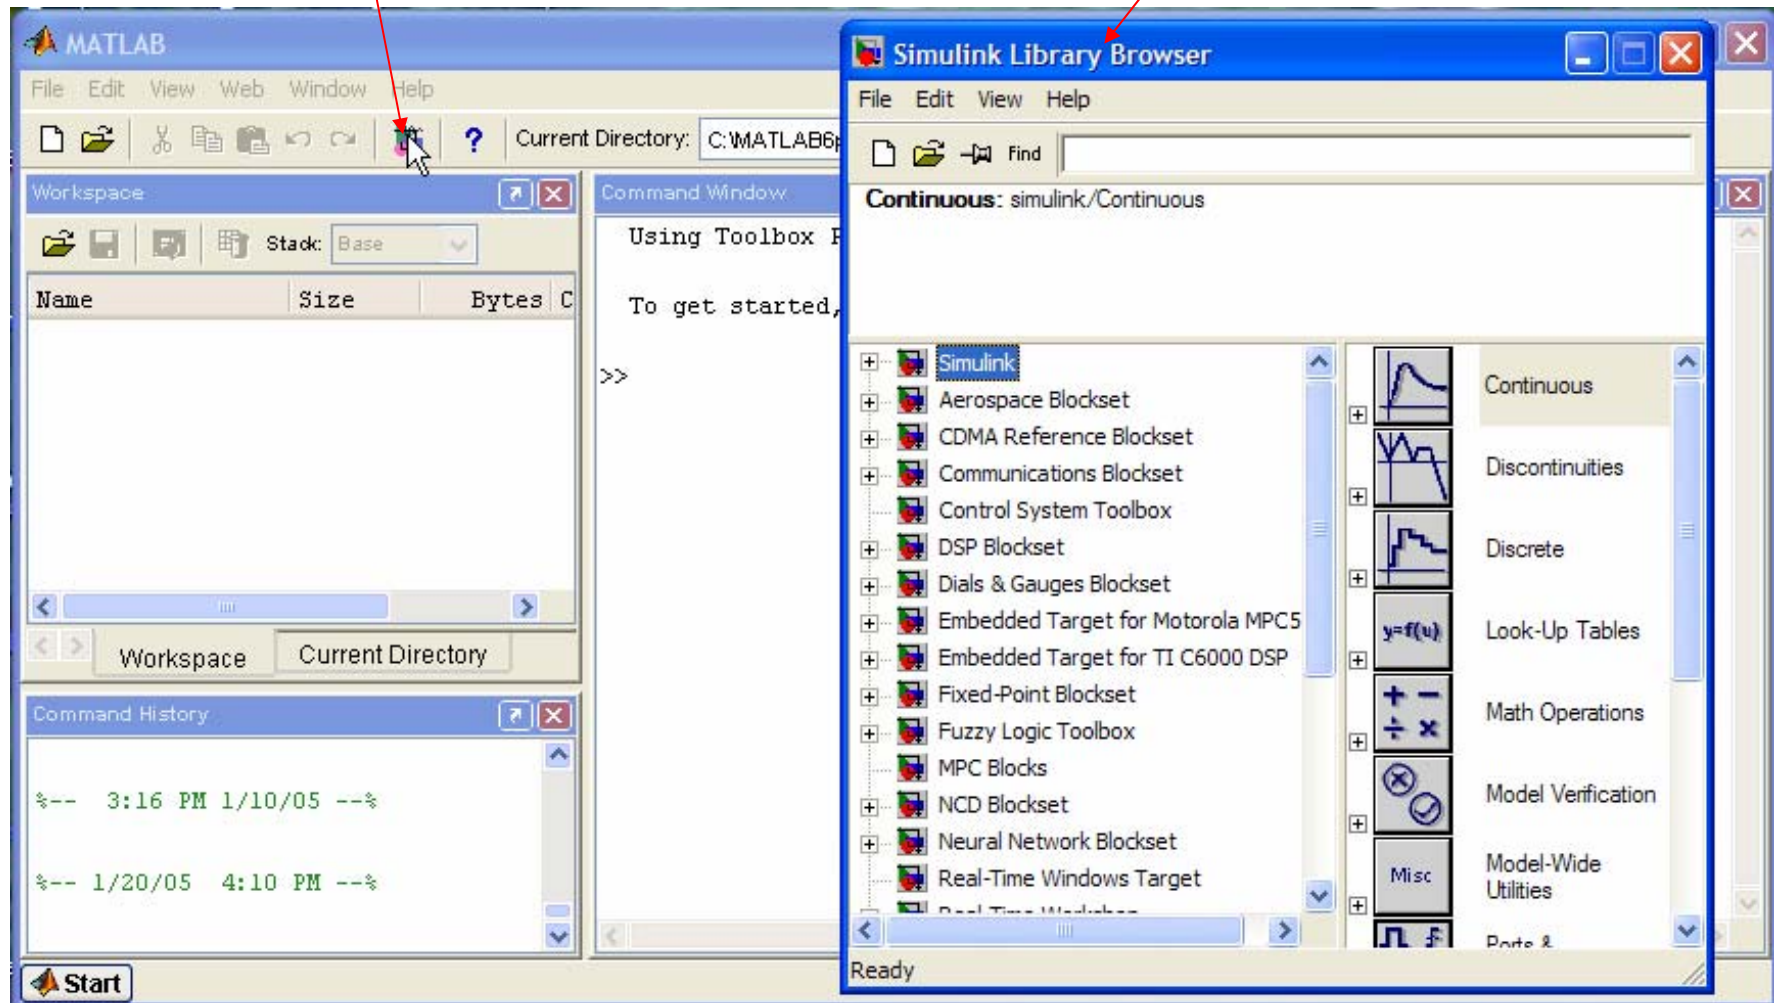 MATLAB
File Edit View Web Window Help
? Current Directory: C:\MATLAB6p
Workspace
Stack: Base
Name Size Bytes C
Workspace Current Directory
Command History
%-- 3:16 PM 1/10/05 --%
%-- 1/20/05 4:10 PM --%
Start
Command Window
Using Toolbox P
To get started,
>>
Simulink Library Browser
File Edit View Help
Find
Continuous: simulink/Continuous
Simulink
Aerospace Blockset
CDMA Reference Blockset
Communications Blockset
Control System Toolbox
DSP Blockset
Dials & Gauges Blockset
Embedded Target for Motorola MPC5
Embedded Target for TI C6000 DSP
Fixed-Point Blockset
Fuzzy Logic Toolbox
MPC Blocks
NCD Blockset
Neural Network Blockset
Real-Time Windows Target
Real-Time Workshop
Continuous
Discontinuities
Discrete
y=f(u) Look-Up Tables
+ −
÷ × Math Operations
Model Verification
Misc Model-Wide
Utilities
Ports &
Ready